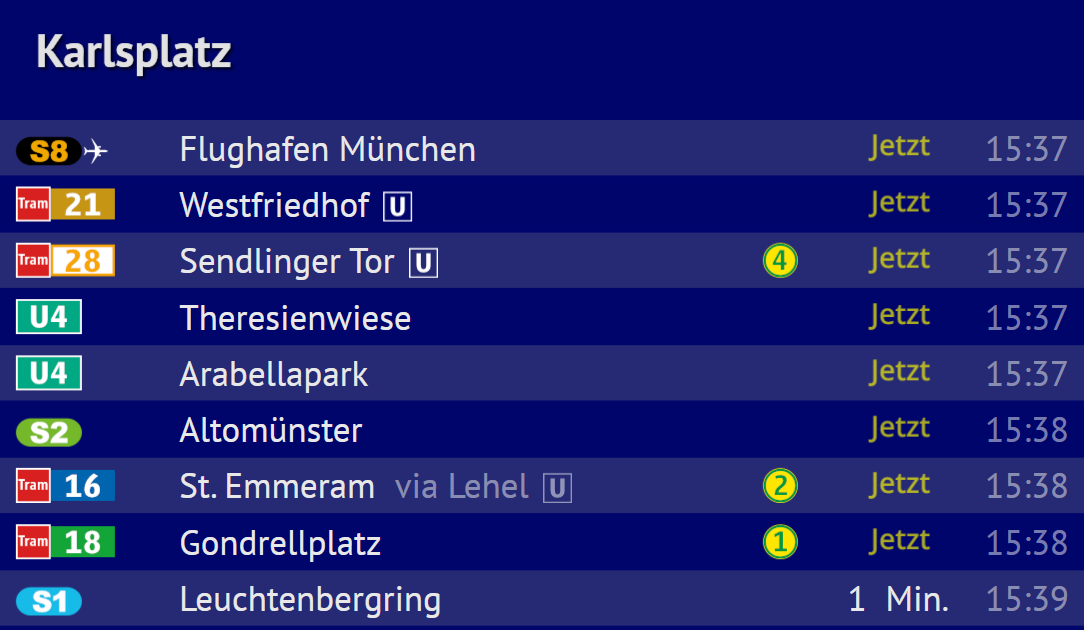 Karlsplatz
S8 Flughafen München Jetzt 15:37
Tram 21 Westfriedhof U Jetzt 15:37
Tram 28 Sendlinger Tor U 4 Jetzt 15:37
U4 Theresienwiese Jetzt 15:37
U4 Arabellapark Jetzt 15:37
S2 Altomünster Jetzt 15:38
Tram 16 St. Emmeram via Lehel U 2 Jetzt 15:38
Tram 18 Gondrellplatz 1 Jetzt 15:38
S1 Leuchtenbergring 1 Min. 15:39